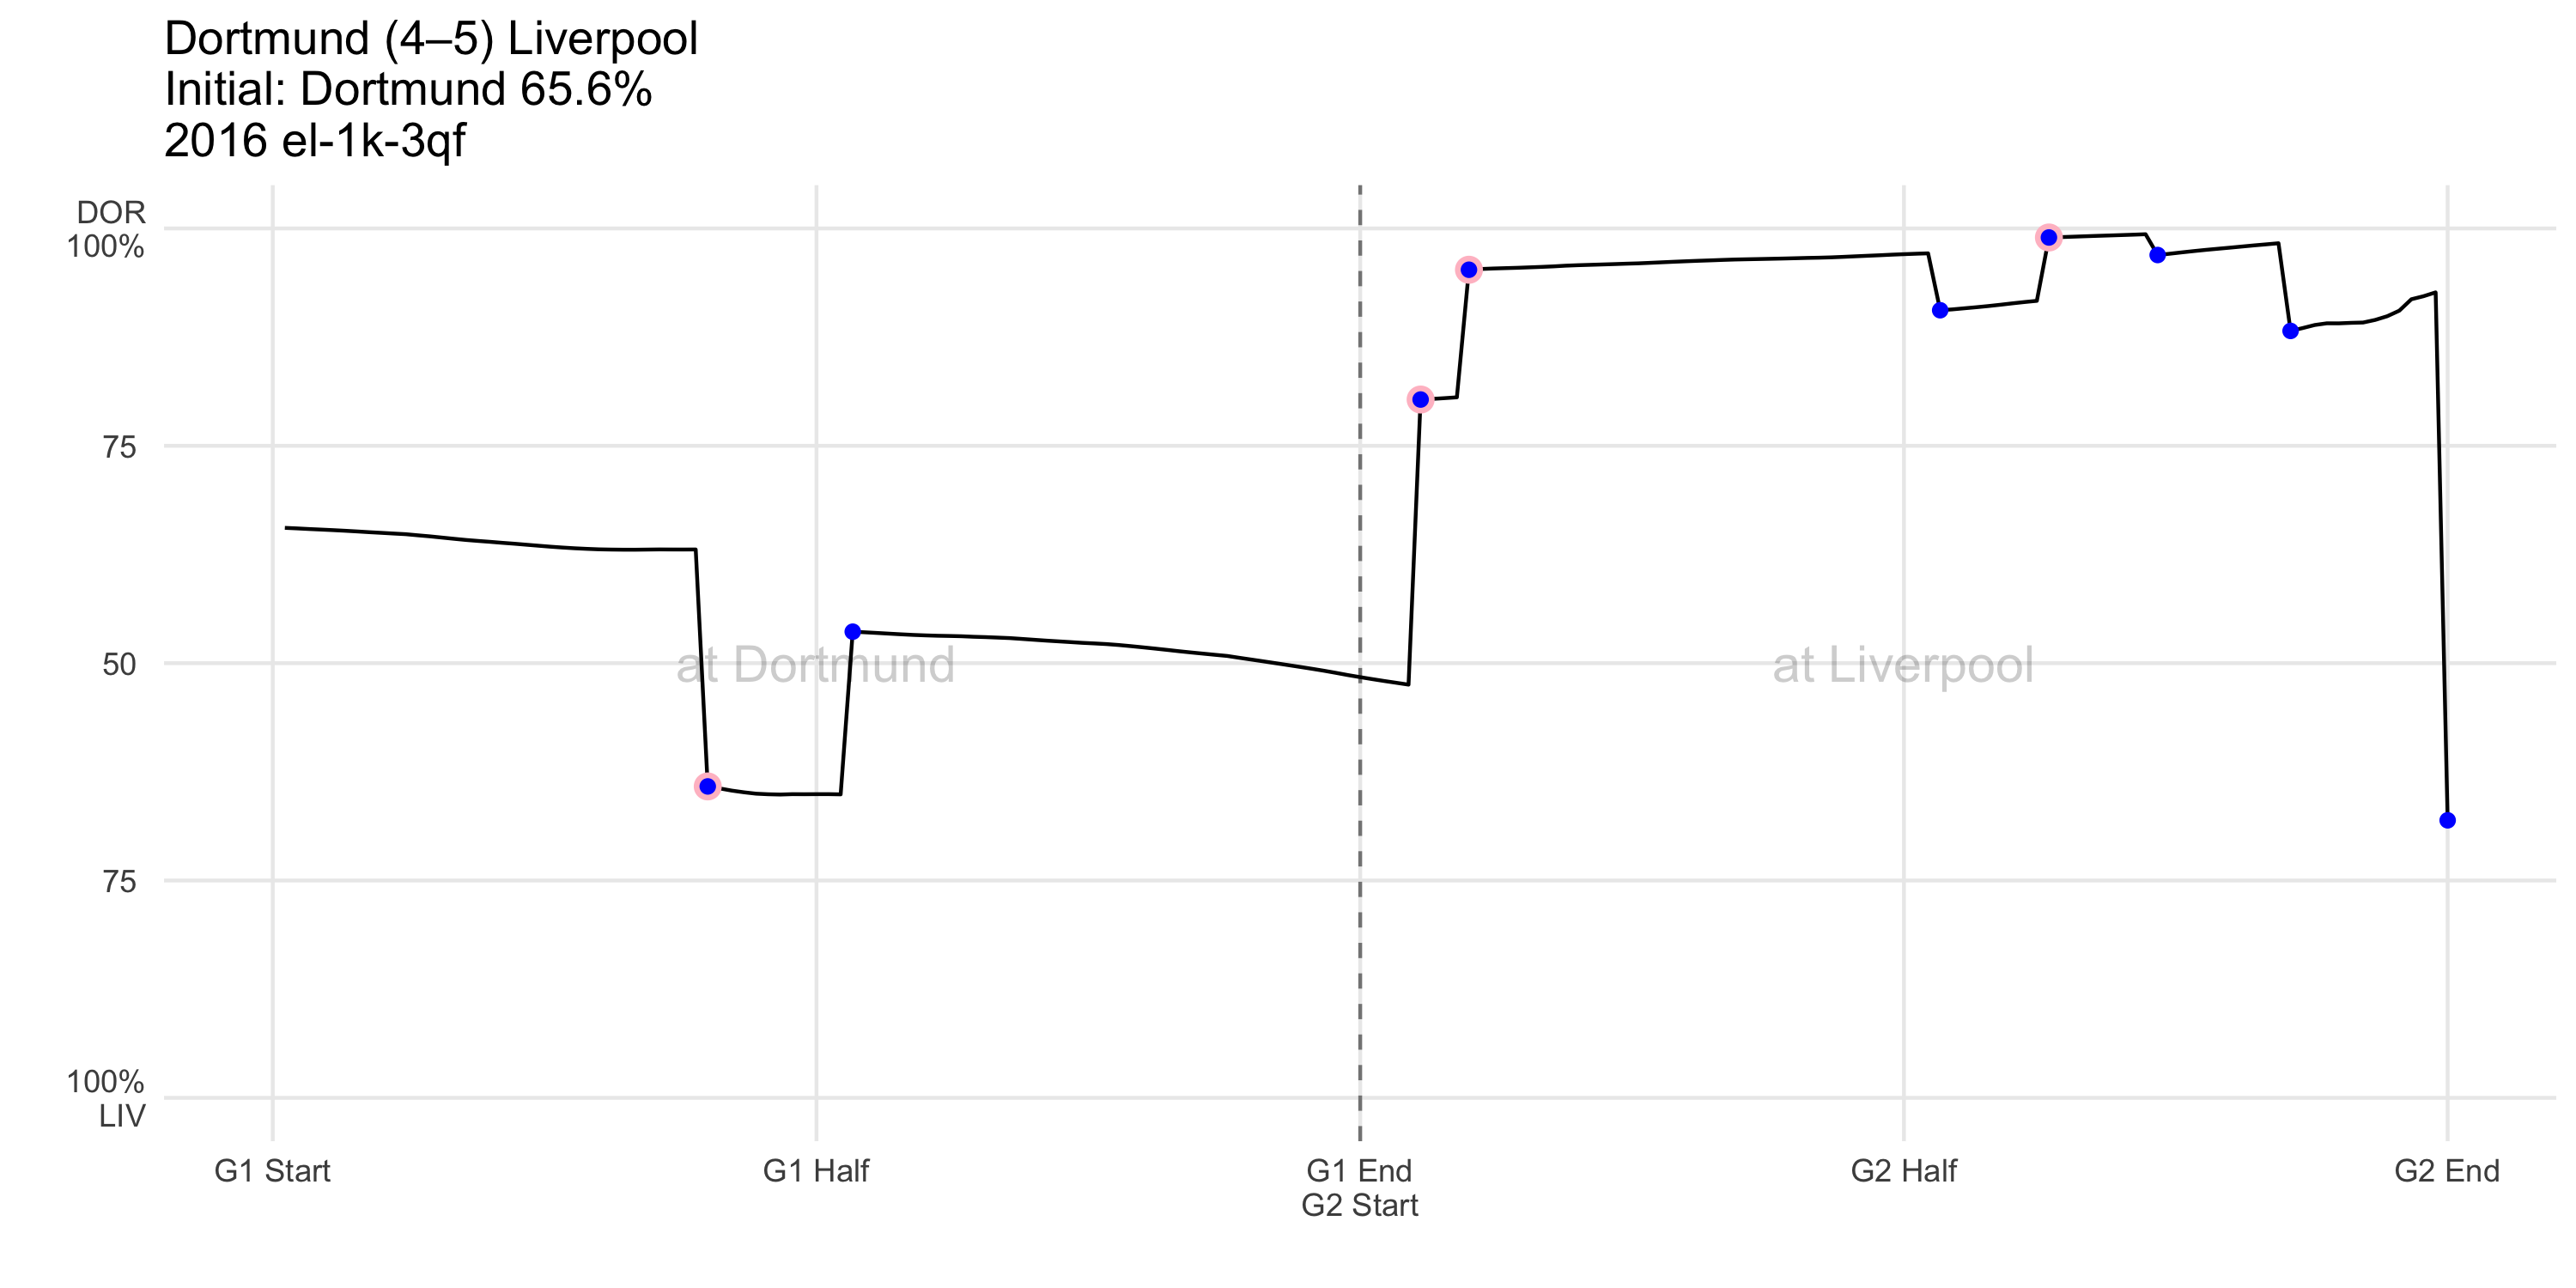 Dortmund (4–5) Liverpool
Initial: Dortmund 65.6%
2016 el-1k-3qf
DOR
100%
75
50
75
100%
LIV
at Dortmund
at Liverpool
G1 Start
G1 Half
G1 End
G2 Start
G2 Half
G2 End